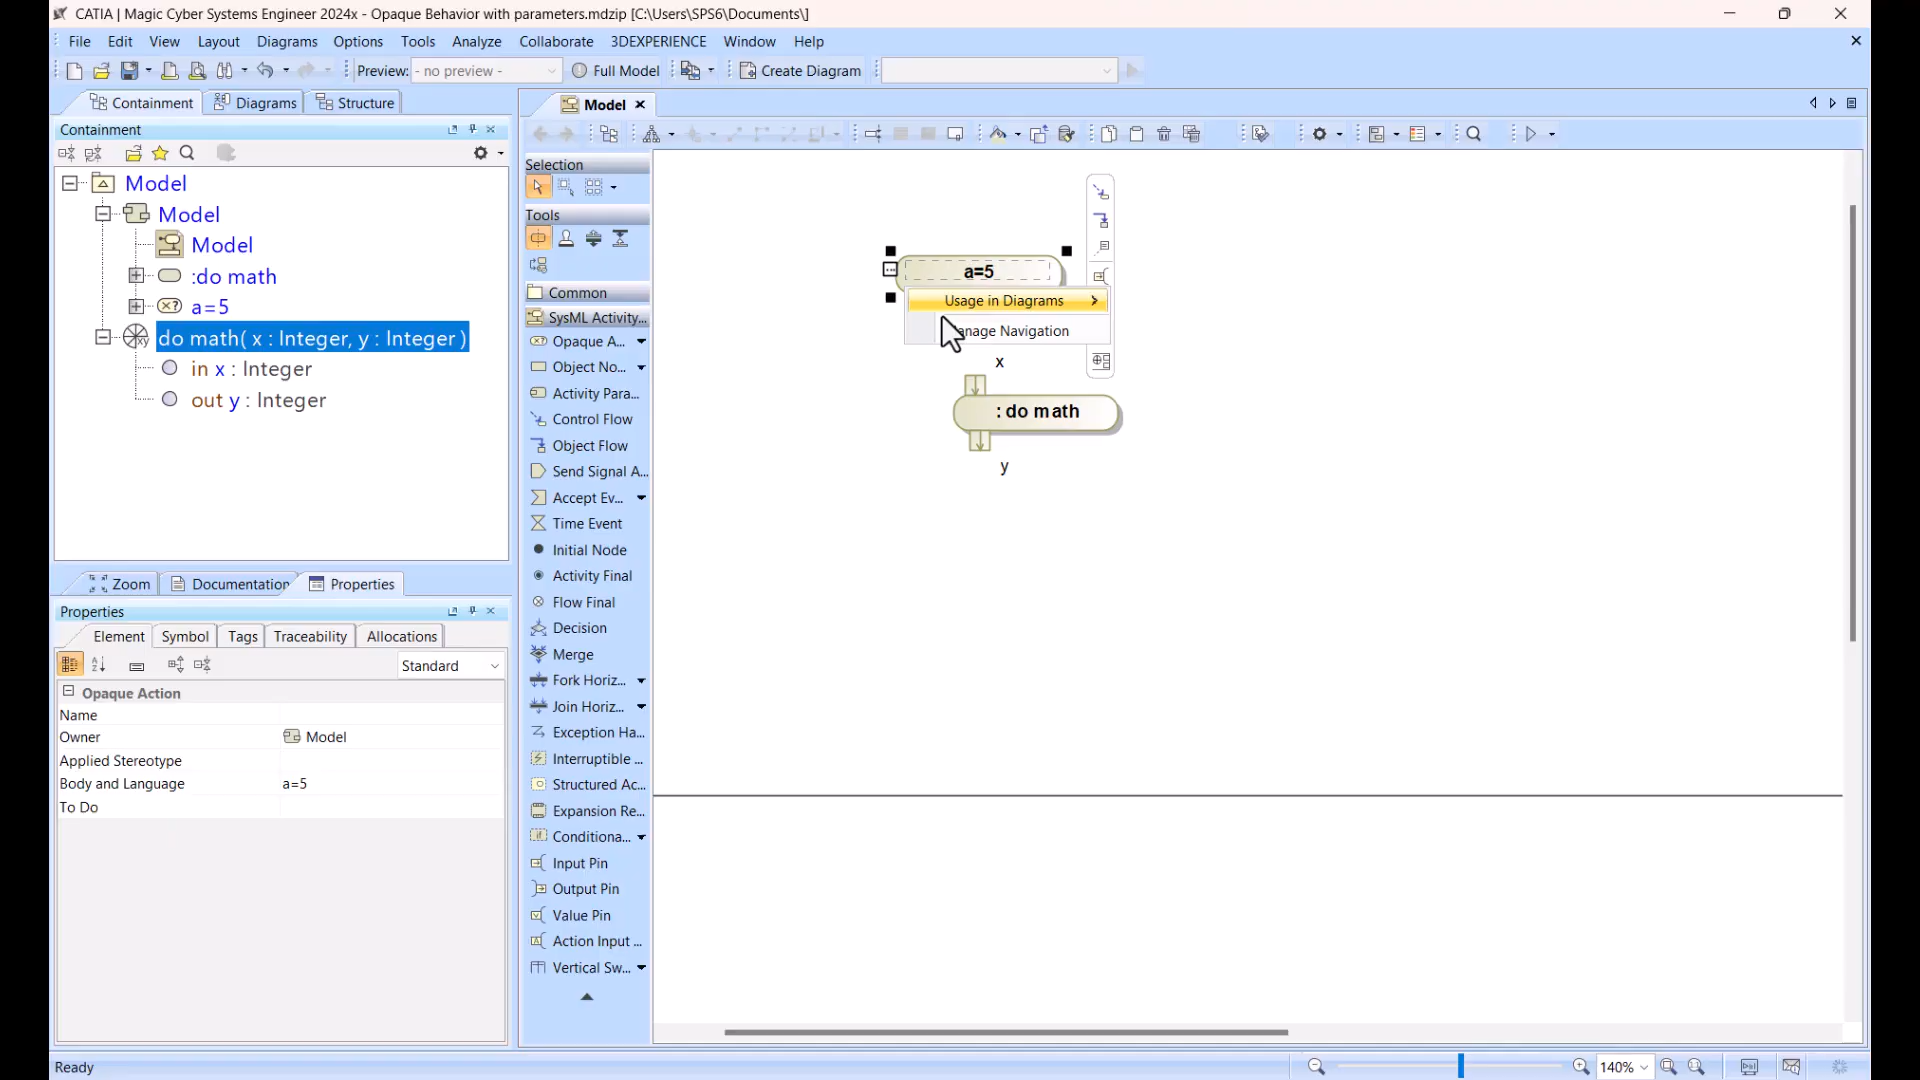 CATIA | Magic Cyber Systems Engineer 2024x - Opaque Behavior with parameters.mdzip [C:\Users\SPS6\Documents\]
File Edit View Layout Diagrams Options Tools Analyze Collaborate 3DEXPERIENCE Window Help
Preview: - no preview - Full Model Create Diagram
Containment Diagrams Structure
Containment
Model
Model
Model
:do math
a=5
do math( x : Integer, y : Integer )
in x : Integer
out y : Integer
Zoom Documentation Properties
Properties
Element Symbol Tags Traceability Allocations
Standard
Opaque Action
Name
Owner Model
Applied Stereotype
Body and Language a=5
To Do
Model
Selection
Tools
Common
SysML Activity...
Opaque A...
Object No...
Activity Para...
Control Flow
Object Flow
Send Signal A...
Accept Ev...
Time Event
Initial Node
Activity Final
Flow Final
Decision
Merge
Fork Horiz...
Join Horiz...
Exception Ha...
Interruptible ...
Structured Ac...
Expansion Re...
Conditiona...
Input Pin
Output Pin
Value Pin
Action Input ...
Vertical Sw...
a=5
Usage in Diagrams
anage Navigation
x
: do math
y
Ready
140%